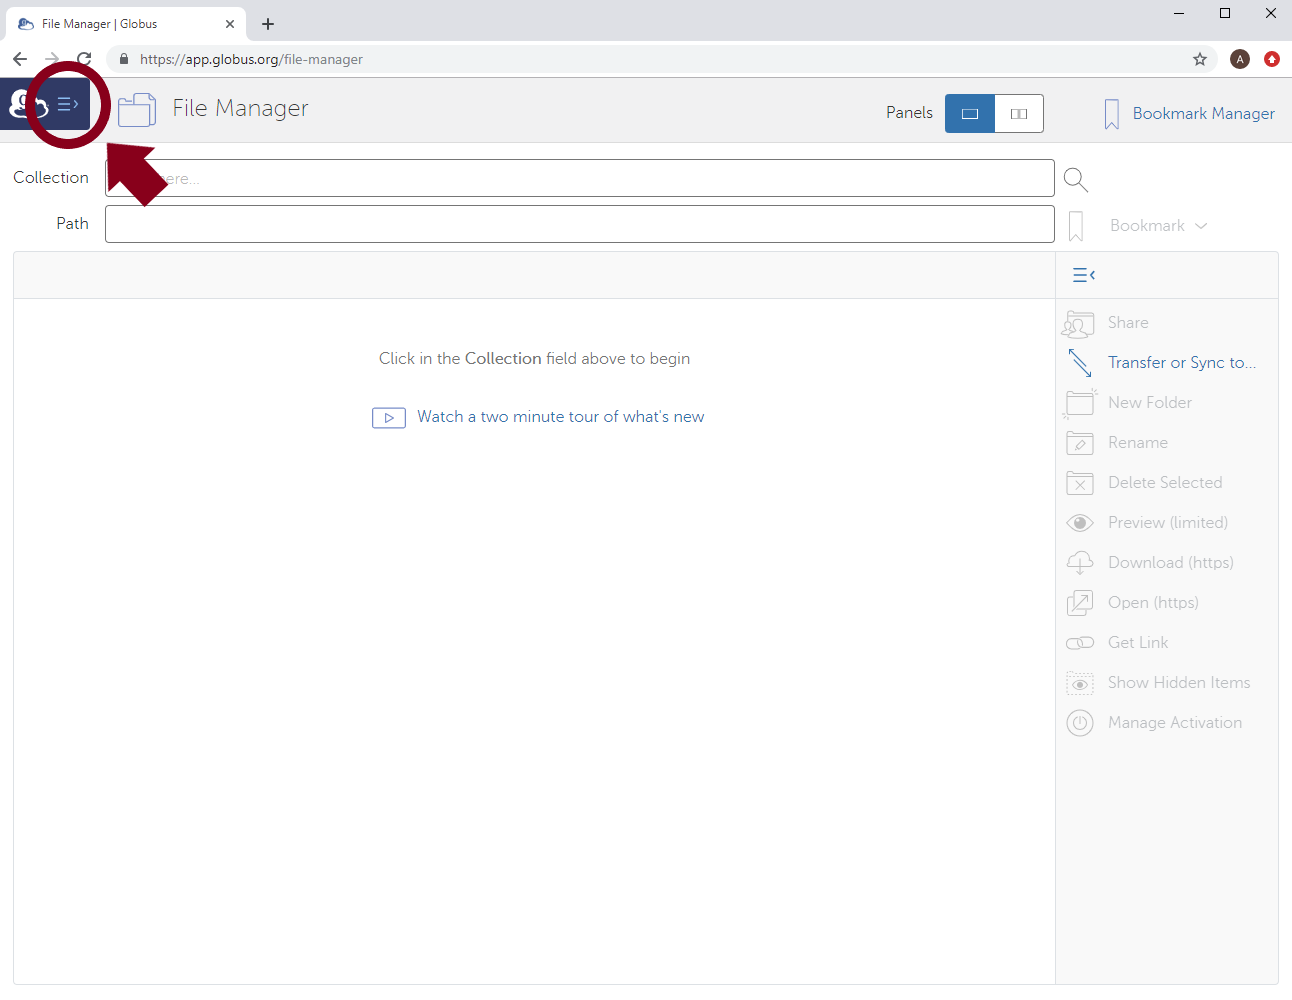 File Manager | Globus
https://app.globus.org/file-manager
A
File Manager
Panels
Bookmark Manager
Collection
here...
Path
Bookmark
Click in the Collection field above to begin
Watch a two minute tour of what's new
Share
Transfer or Sync to...
New Folder
Rename
Delete Selected
Preview (limited)
Download (https)
Open (https)
Get Link
Show Hidden Items
Manage Activation